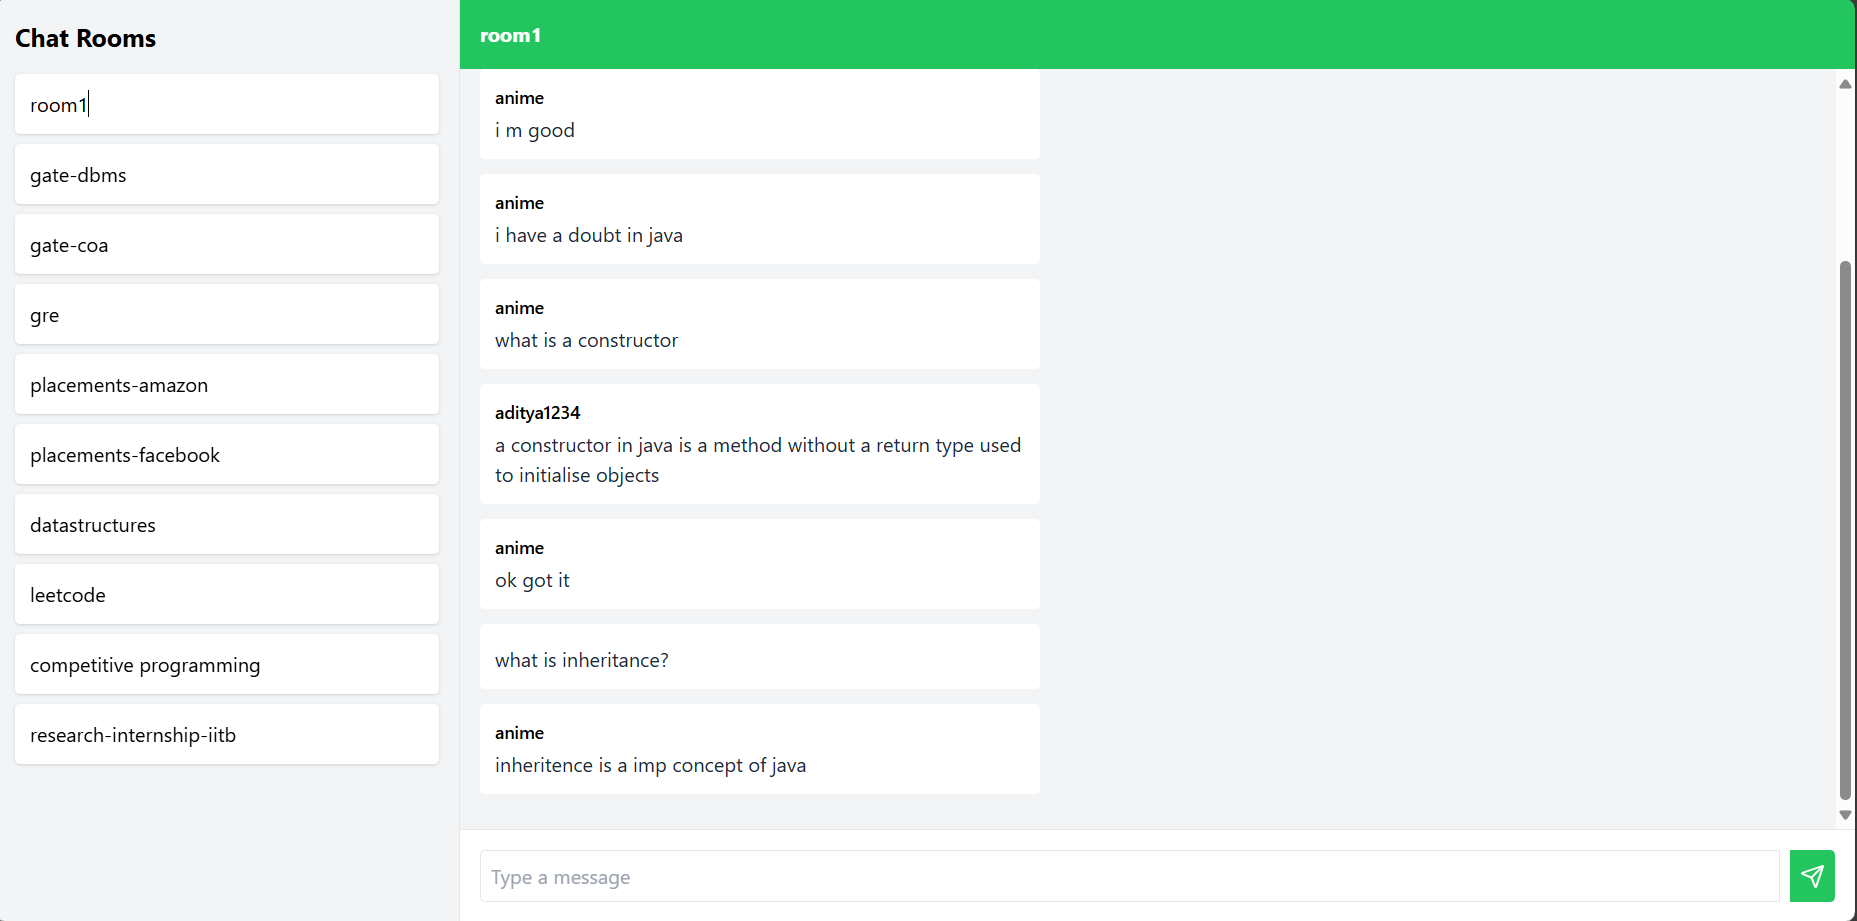 Chat Rooms
room1
gate-dbms
gate-coa
gre
placements-amazon
placements-facebook
datastructures
leetcode
competitive programming
research-internship-iitb
room1
anime
i m good
anime
i have a doubt in java
anime
what is a constructor
aditya1234
a constructor in java is a method without a return type used
to initialise objects
anime
ok got it
what is inheritance?
anime
inheritence is a imp concept of java
Type a message